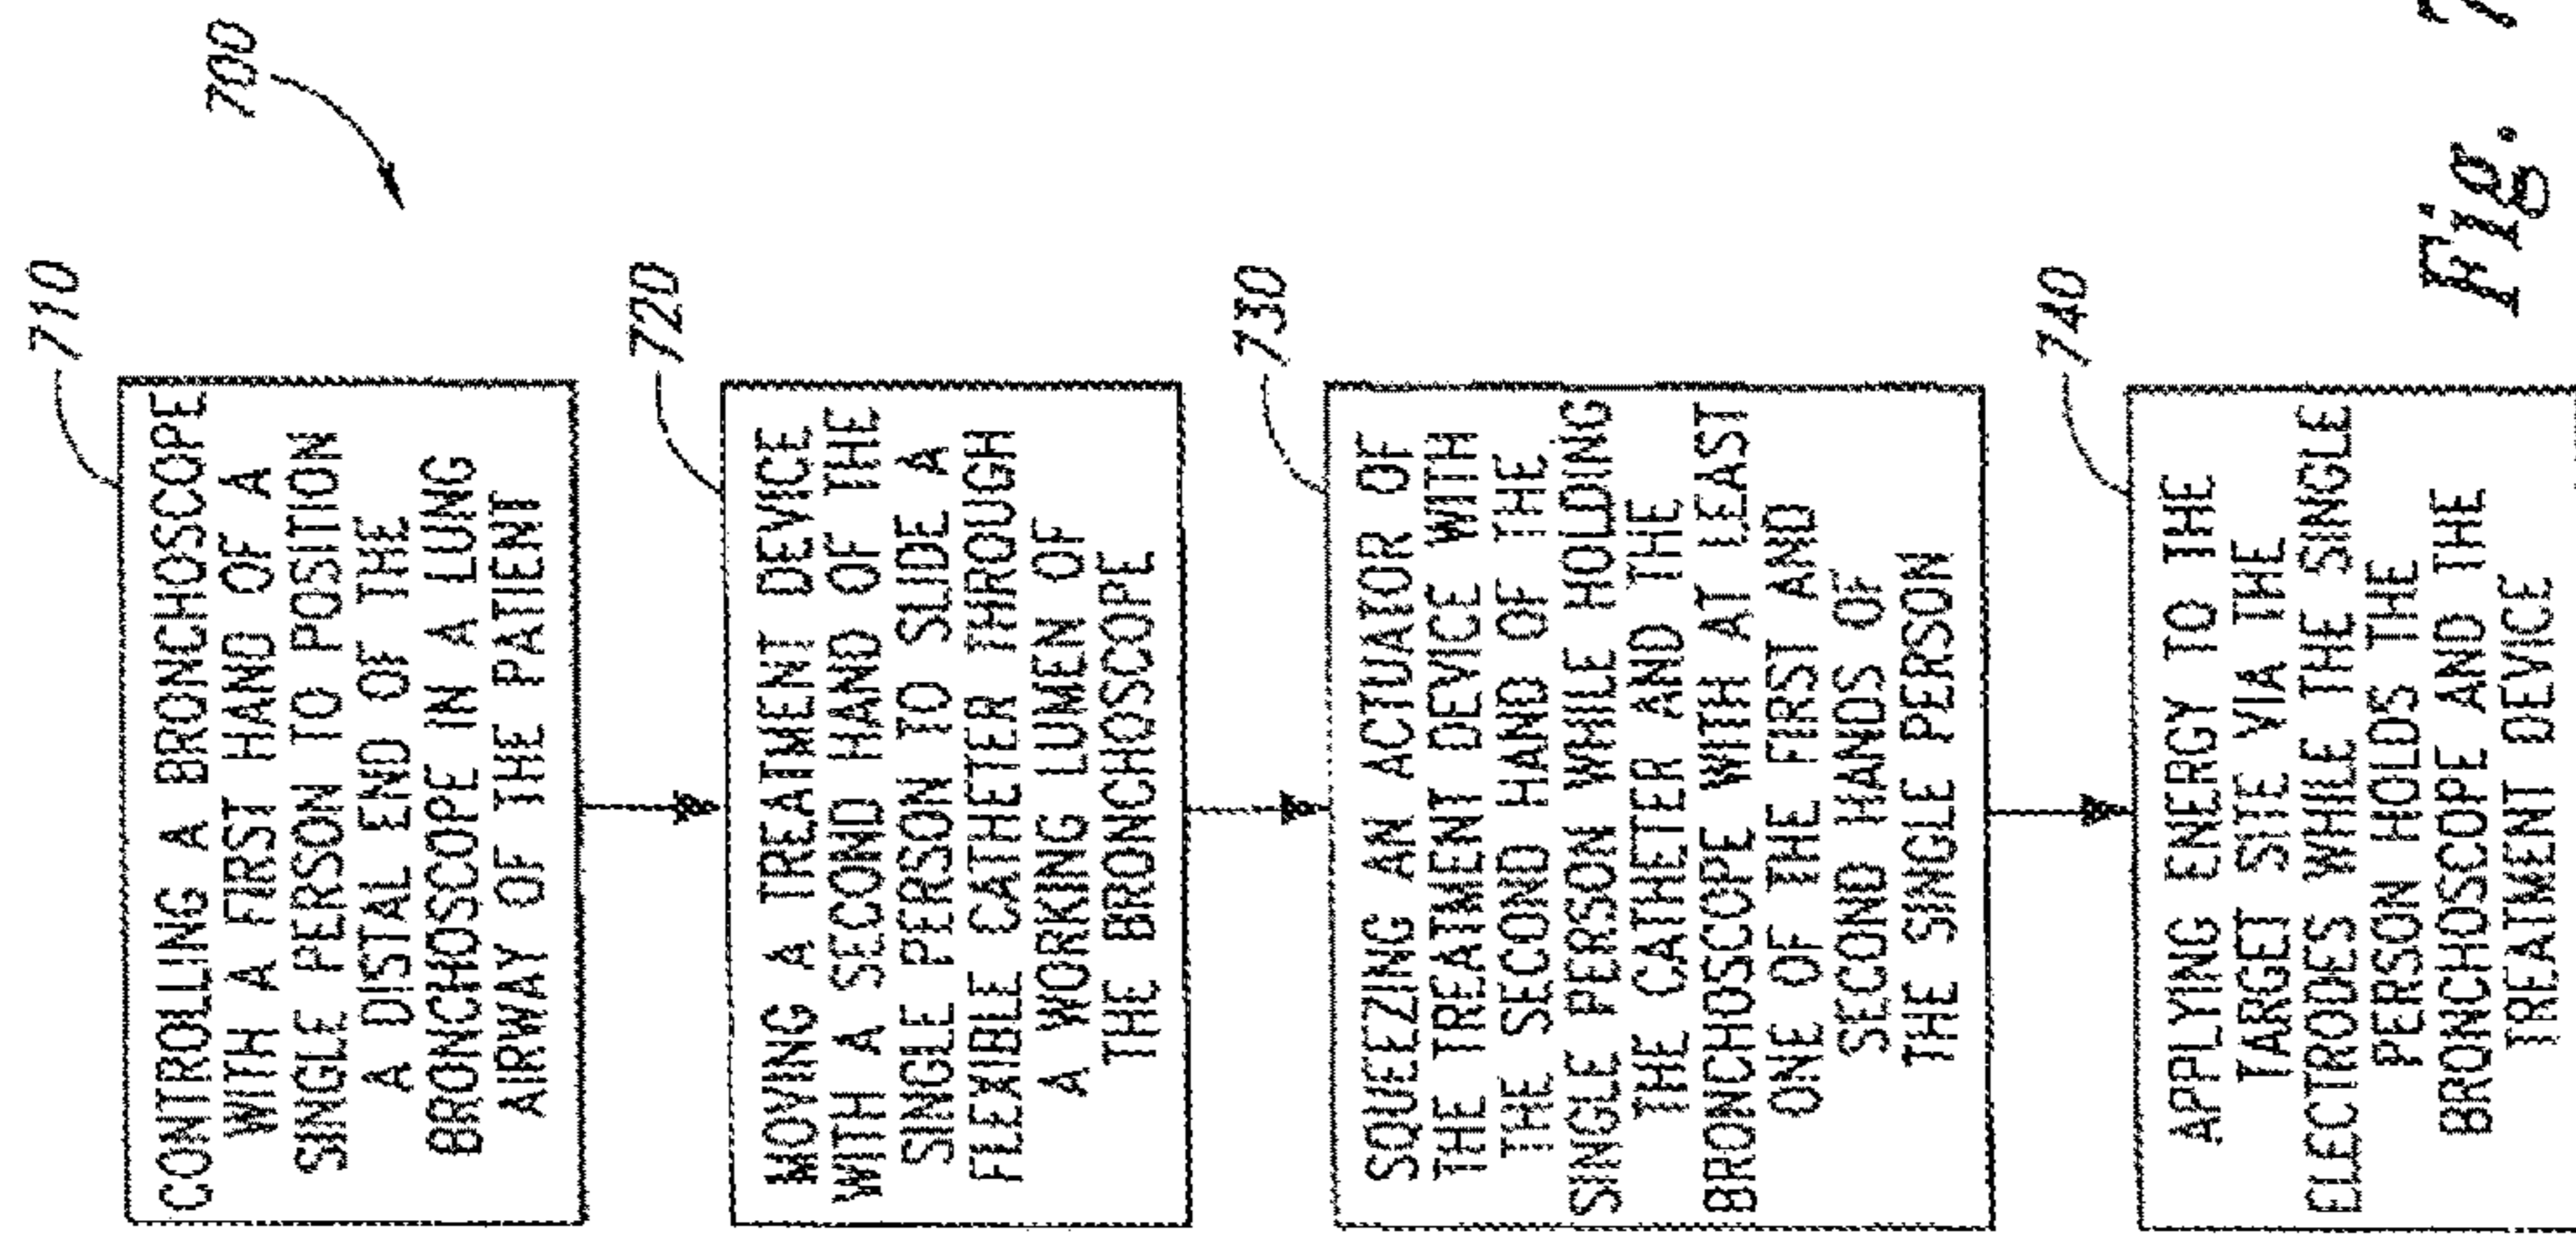 700
710
CONTROLLING A BRONCHOSCOPE
WITH A FIRST HAND OF A
SINGLE PERSON TO POSITION
A DISTAL END OF THE
BRONCHOSCOPE IN A LUNG
AIRWAY OF THE PATIENT
720
MOVING A TREATMENT DEVICE
WITH A SECOND HAND OF THE
SINGLE PERSON TO SLIDE A
FLEXIBLE CATHETER THROUGH
A WORKING LUMEN OF
THE BRONCHOSCOPE
730
SQUEEZING AN ACTUATOR OF
THE TREATMENT DEVICE WITH
THE SECOND HAND OF THE
SINGLE PERSON WHILE HOLDING
THE CATHETER AND THE
BRONCHOSCOPE WITH AT LEAST
ONE OF THE FIRST AND
SECOND HANDS OF
THE SINGLE PERSON
740
APPLYING ENERGY TO THE
TARGET SITE VIA THE
ELECTRODES WHILE THE SINGLE
PERSON HOLDS THE
BRONCHOSCOPE AND THE
TREATMENT DEVICE
Fig. 7